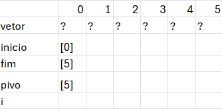 0 1 2 3 4 5
vetor ? ? ? ? ? ?
inicio [0]
fim [5]
pivo [5]
i